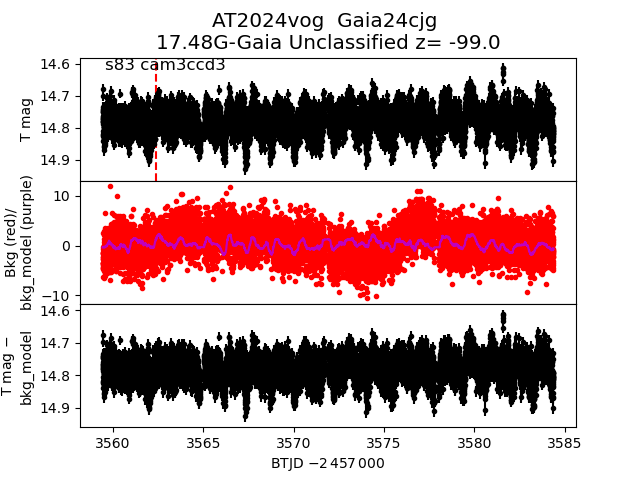 AT2024vog  Gaia24cjg
17.48G-Gaia Unclassified z= -99.0
s83 cam3ccd3
T mag
14.6
14.7
14.8
14.9
Bkg (red)/
bkg_model (purple)
10
0
−10
T mag −
bkg_model
14.6
14.7
14.8
14.9
3560
3565
3570
3575
3580
3585
BTJD −2 457 000